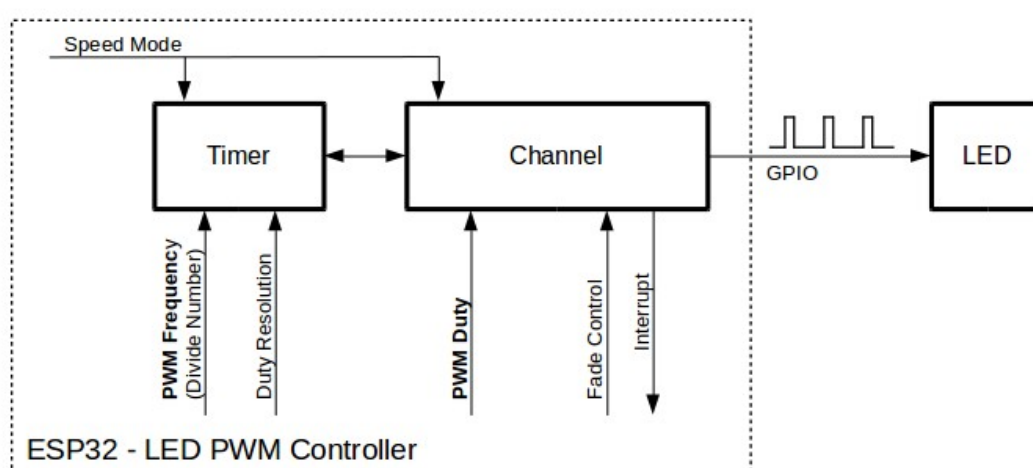 Speed Mode
Timer
Channel
GPIO
LED
PWM Frequency
(Divide Number)
Duty Resolution
PWM Duty
Fade Control
Interrupt
ESP32 - LED PWM Controller